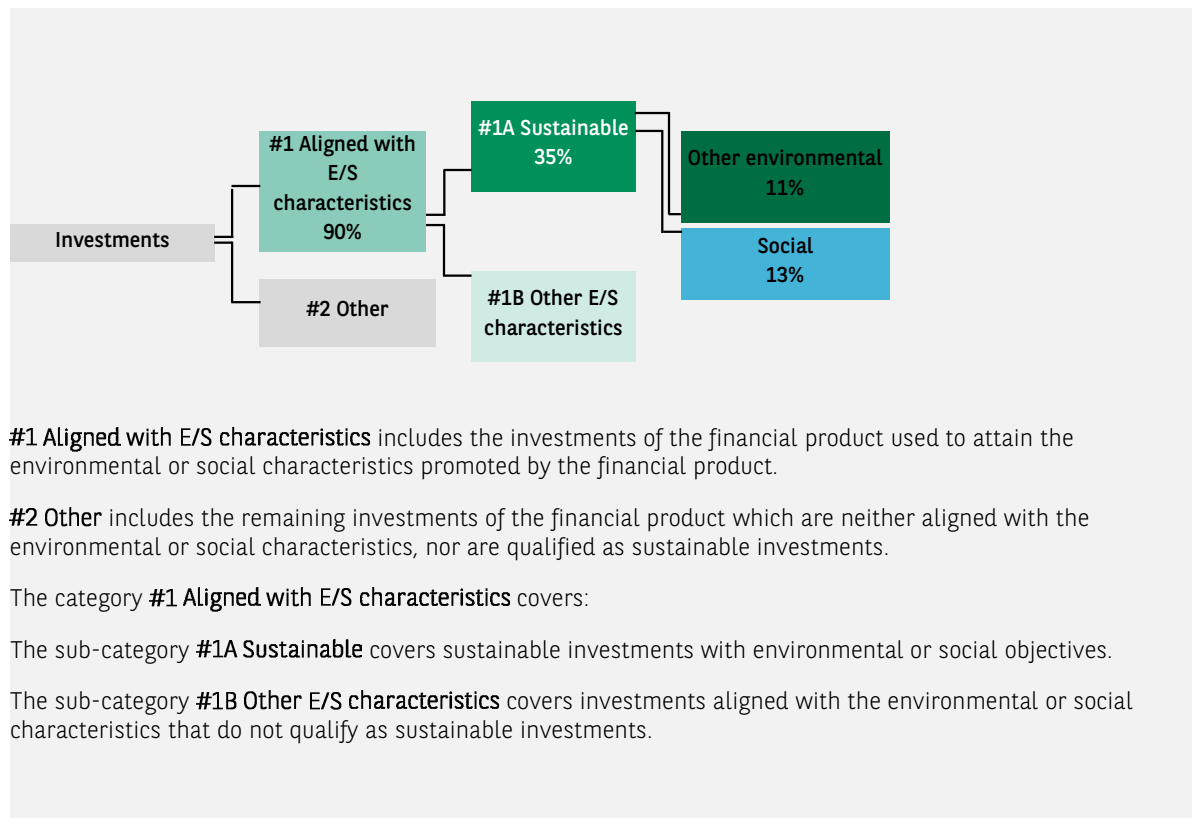 #1A Sustainable
35%
#1 Aligned with
E/S
characteristics
90%
Other environmental
11%
Investments
Social
13%
#2 Other
#1B Other E/S
characteristics
#1 Aligned with E/S characteristics includes the investments of the financial product used to attain the
environmental or social characteristics promoted by the financial product.
#2 Other includes the remaining investments of the financial product which are neither aligned with the
environmental or social characteristics, nor are qualified as sustainable investments.
The category #1 Aligned with E/S characteristics covers:
The sub-category #1A Sustainable covers sustainable investments with environmental or social objectives.
The sub-category #1B Other E/S characteristics covers investments aligned with the environmental or social
characteristics that do not qualify as sustainable investments.